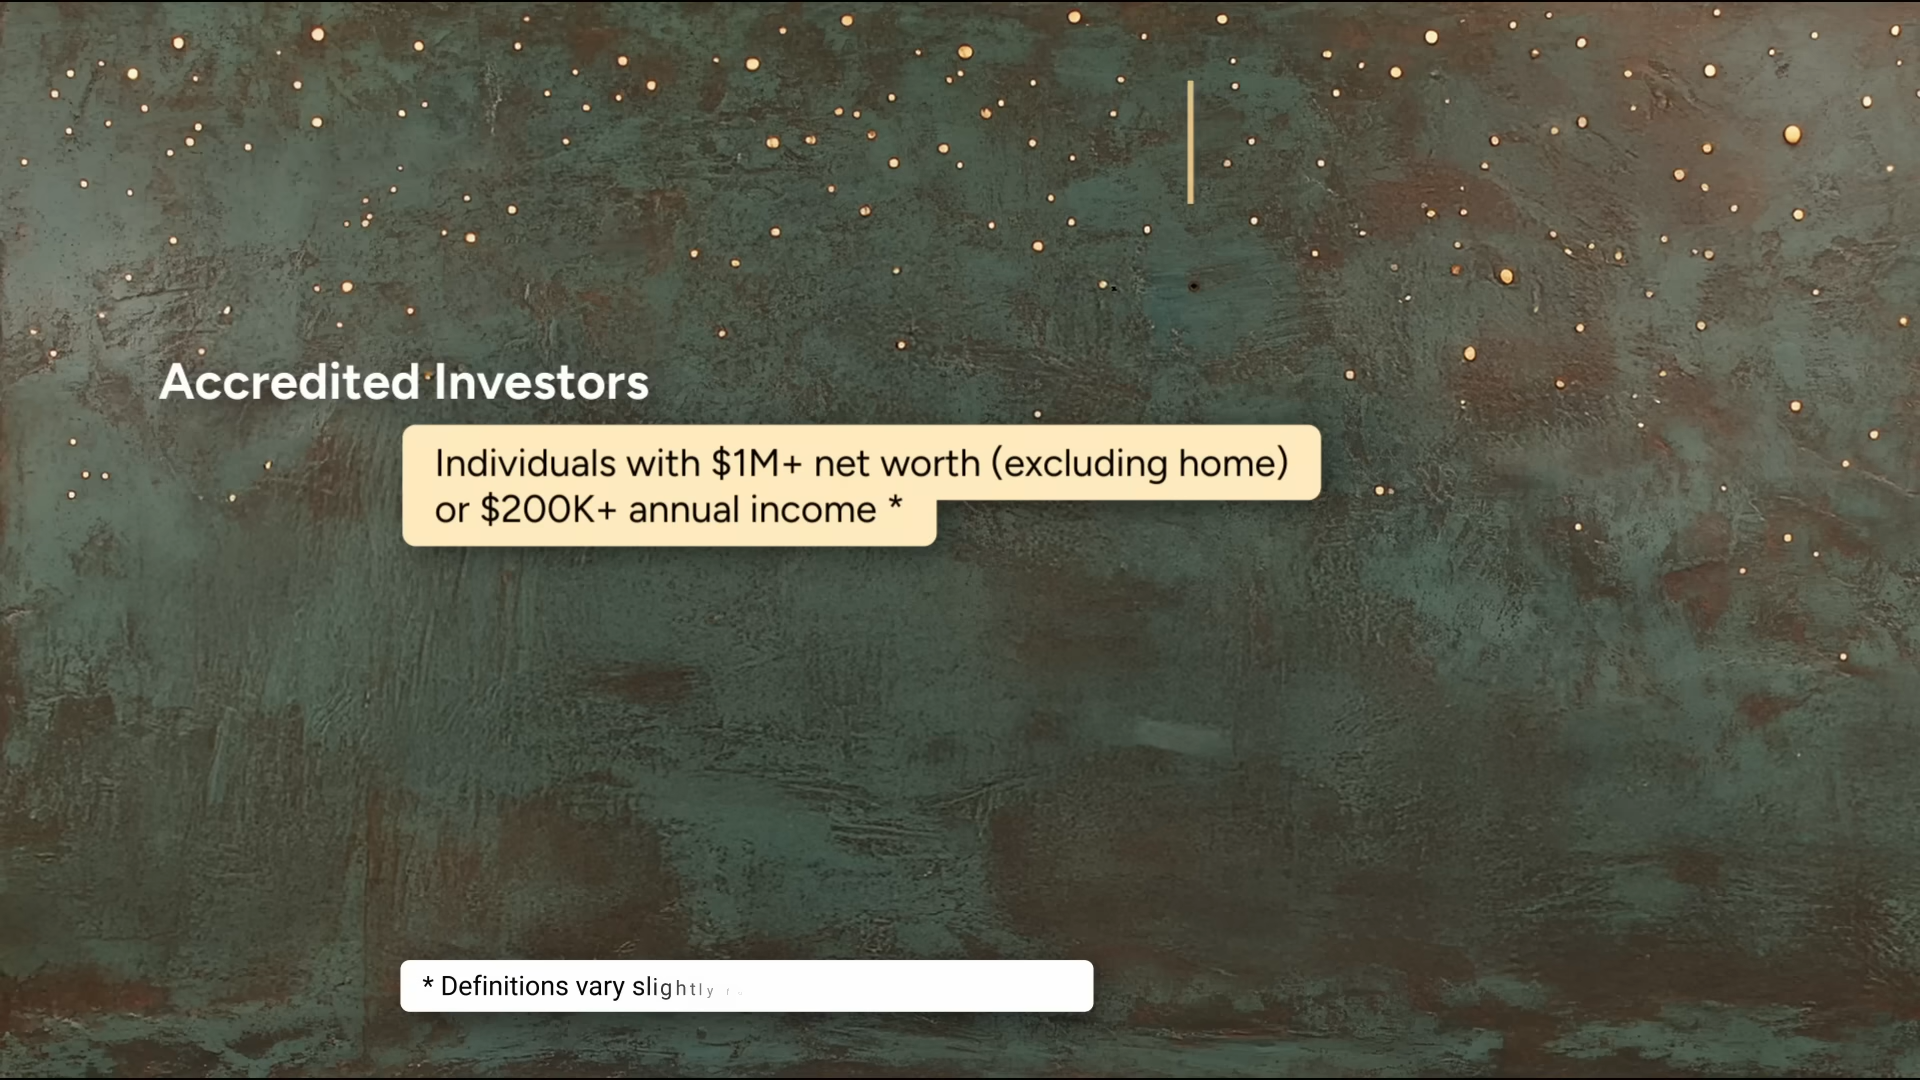 Accredited Investors
Individuals with $1M+ net worth (excluding home)
or $200K+ annual income *
* Definitions vary slightly